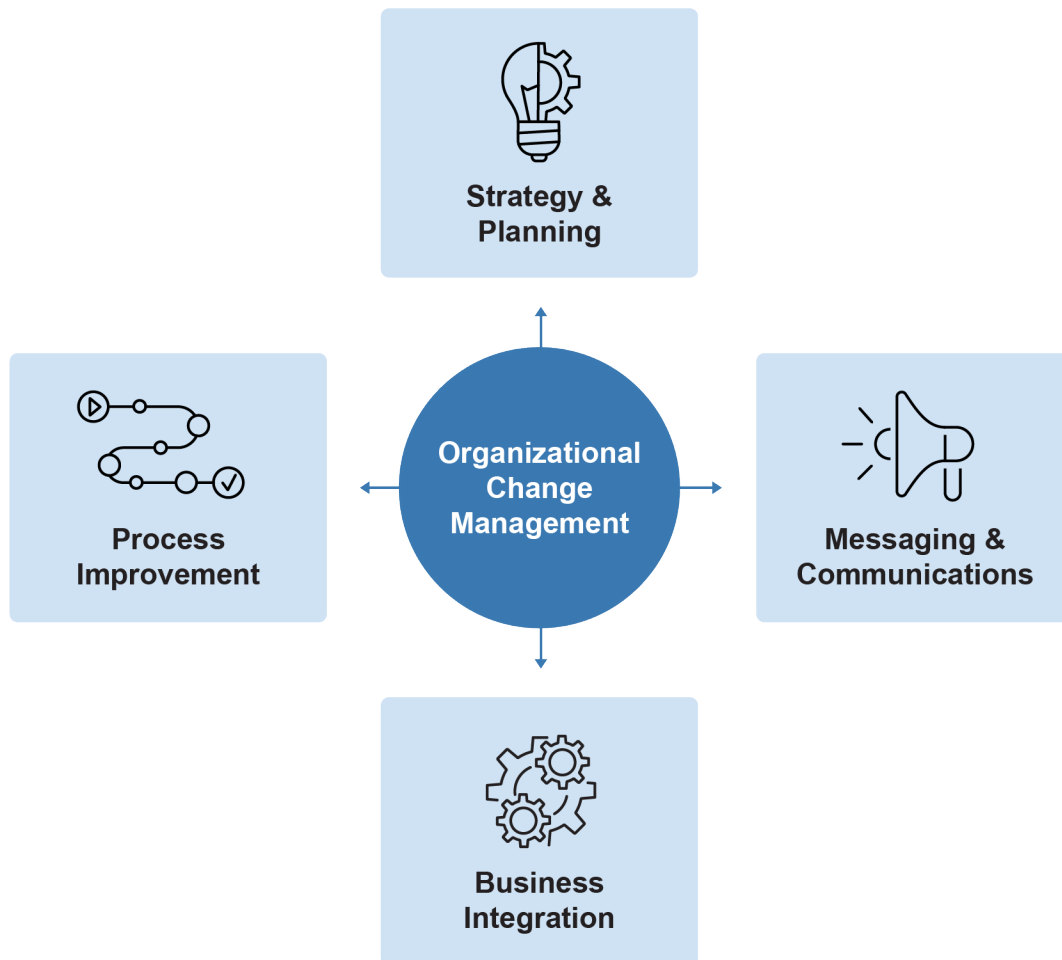 Strategy &
Planning
Process
Improvement
Organizational
Change
Management
Messaging &
Communications
Business
Integration